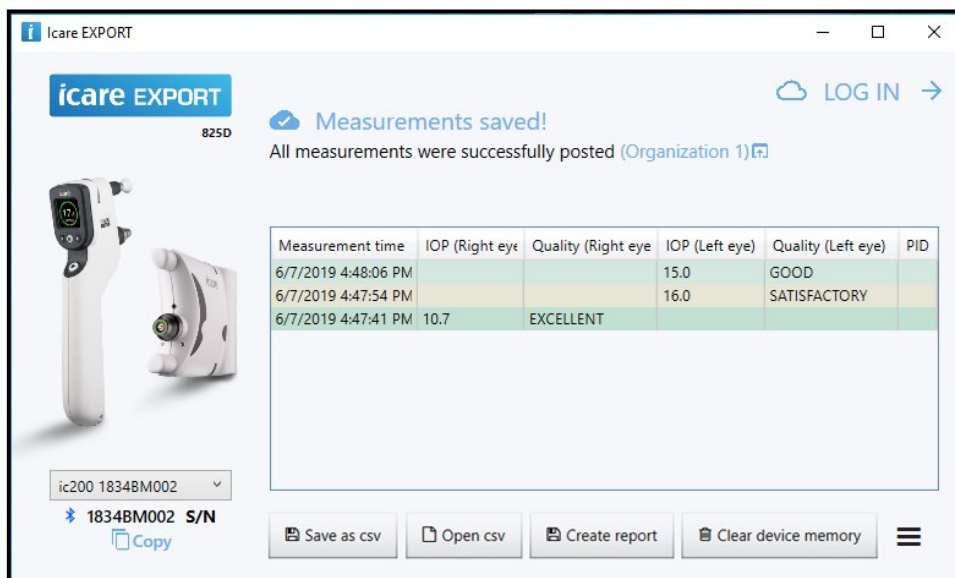 Icare EXPORT
icare EXPORT
825D
LOG IN
Measurements saved!
All measurements were successfully posted (Organization 1)
Measurement time IOP (Right eye Quality (Right eye IOP (Left eye) Quality (Left eye) PID
6/7/2019 4:48:06 PM 15.0 GOOD
6/7/2019 4:47:54 PM 16.0 SATISFACTORY
6/7/2019 4:47:41 PM 10.7 EXCELLENT
ic200 1834BM002
1834BM002 S/N
Copy
Save as csv Open csv Create report Clear device memory